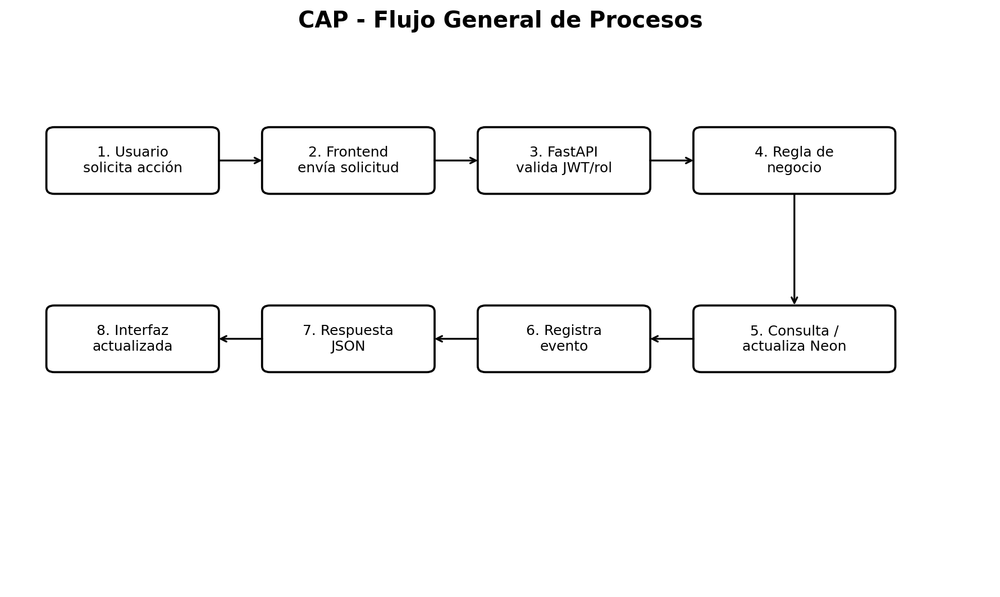 CAP - Flujo General de Procesos
1. Usuario
solicita acción
2. Frontend
envía solicitud
3. FastAPI
valida JWT/rol
4. Regla de
negocio
5. Consulta /
actualiza Neon
6. Registra
evento
7. Respuesta
JSON
8. Interfaz
actualizada